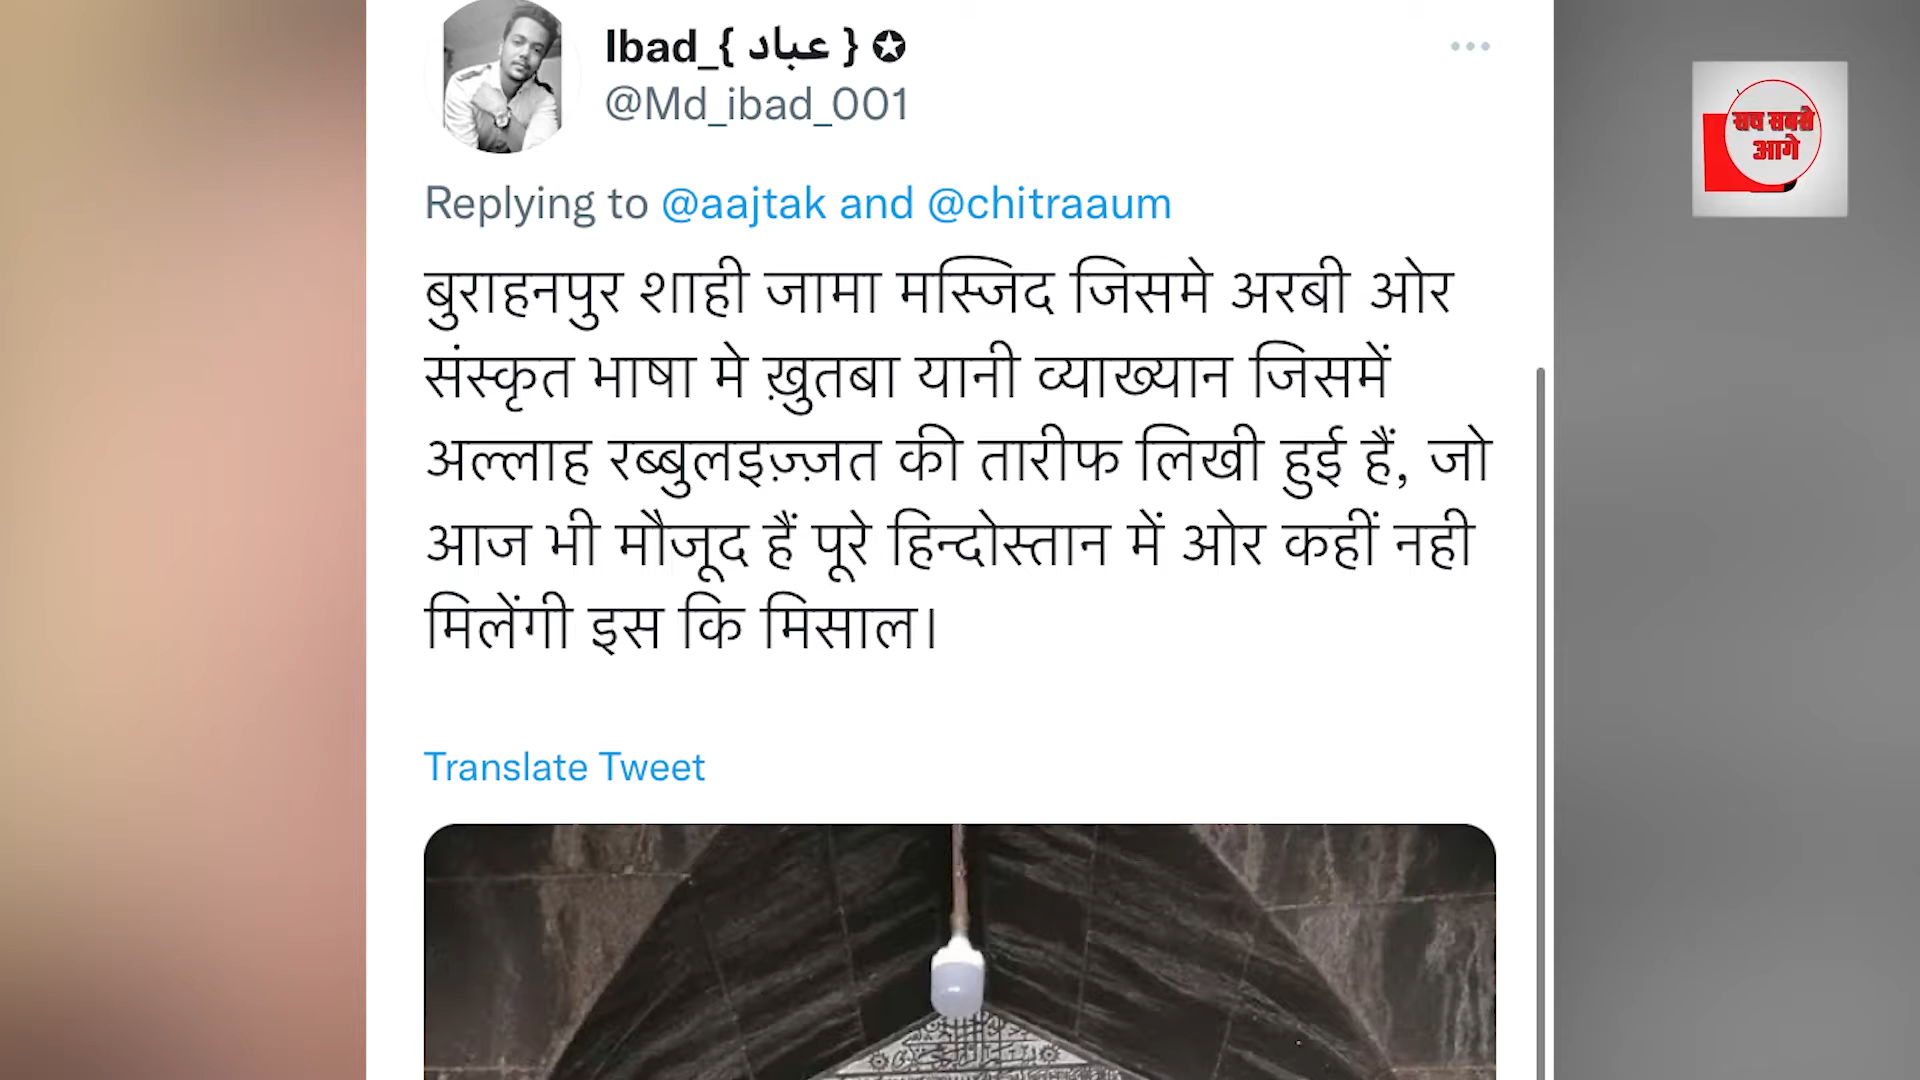 Ibad_{ عباد } ✪
@Md_ibad_001
सच सबसे
आगे
Replying to @aajtak and @chitraaum
बुराहनपुर शाही जामा मस्जिद जिसमे अरबी ओर
संस्कृत भाषा मे ख़ुतबा यानी व्याख्यान जिसमें
अल्लाह रब्बुलइज़्ज़त की तारीफ लिखी हुई हैं, जो
आज भी मौजूद हैं पूरे हिन्दोस्तान में ओर कहीं नही
मिलेंगी इस कि मिसाल।
Translate Tweet